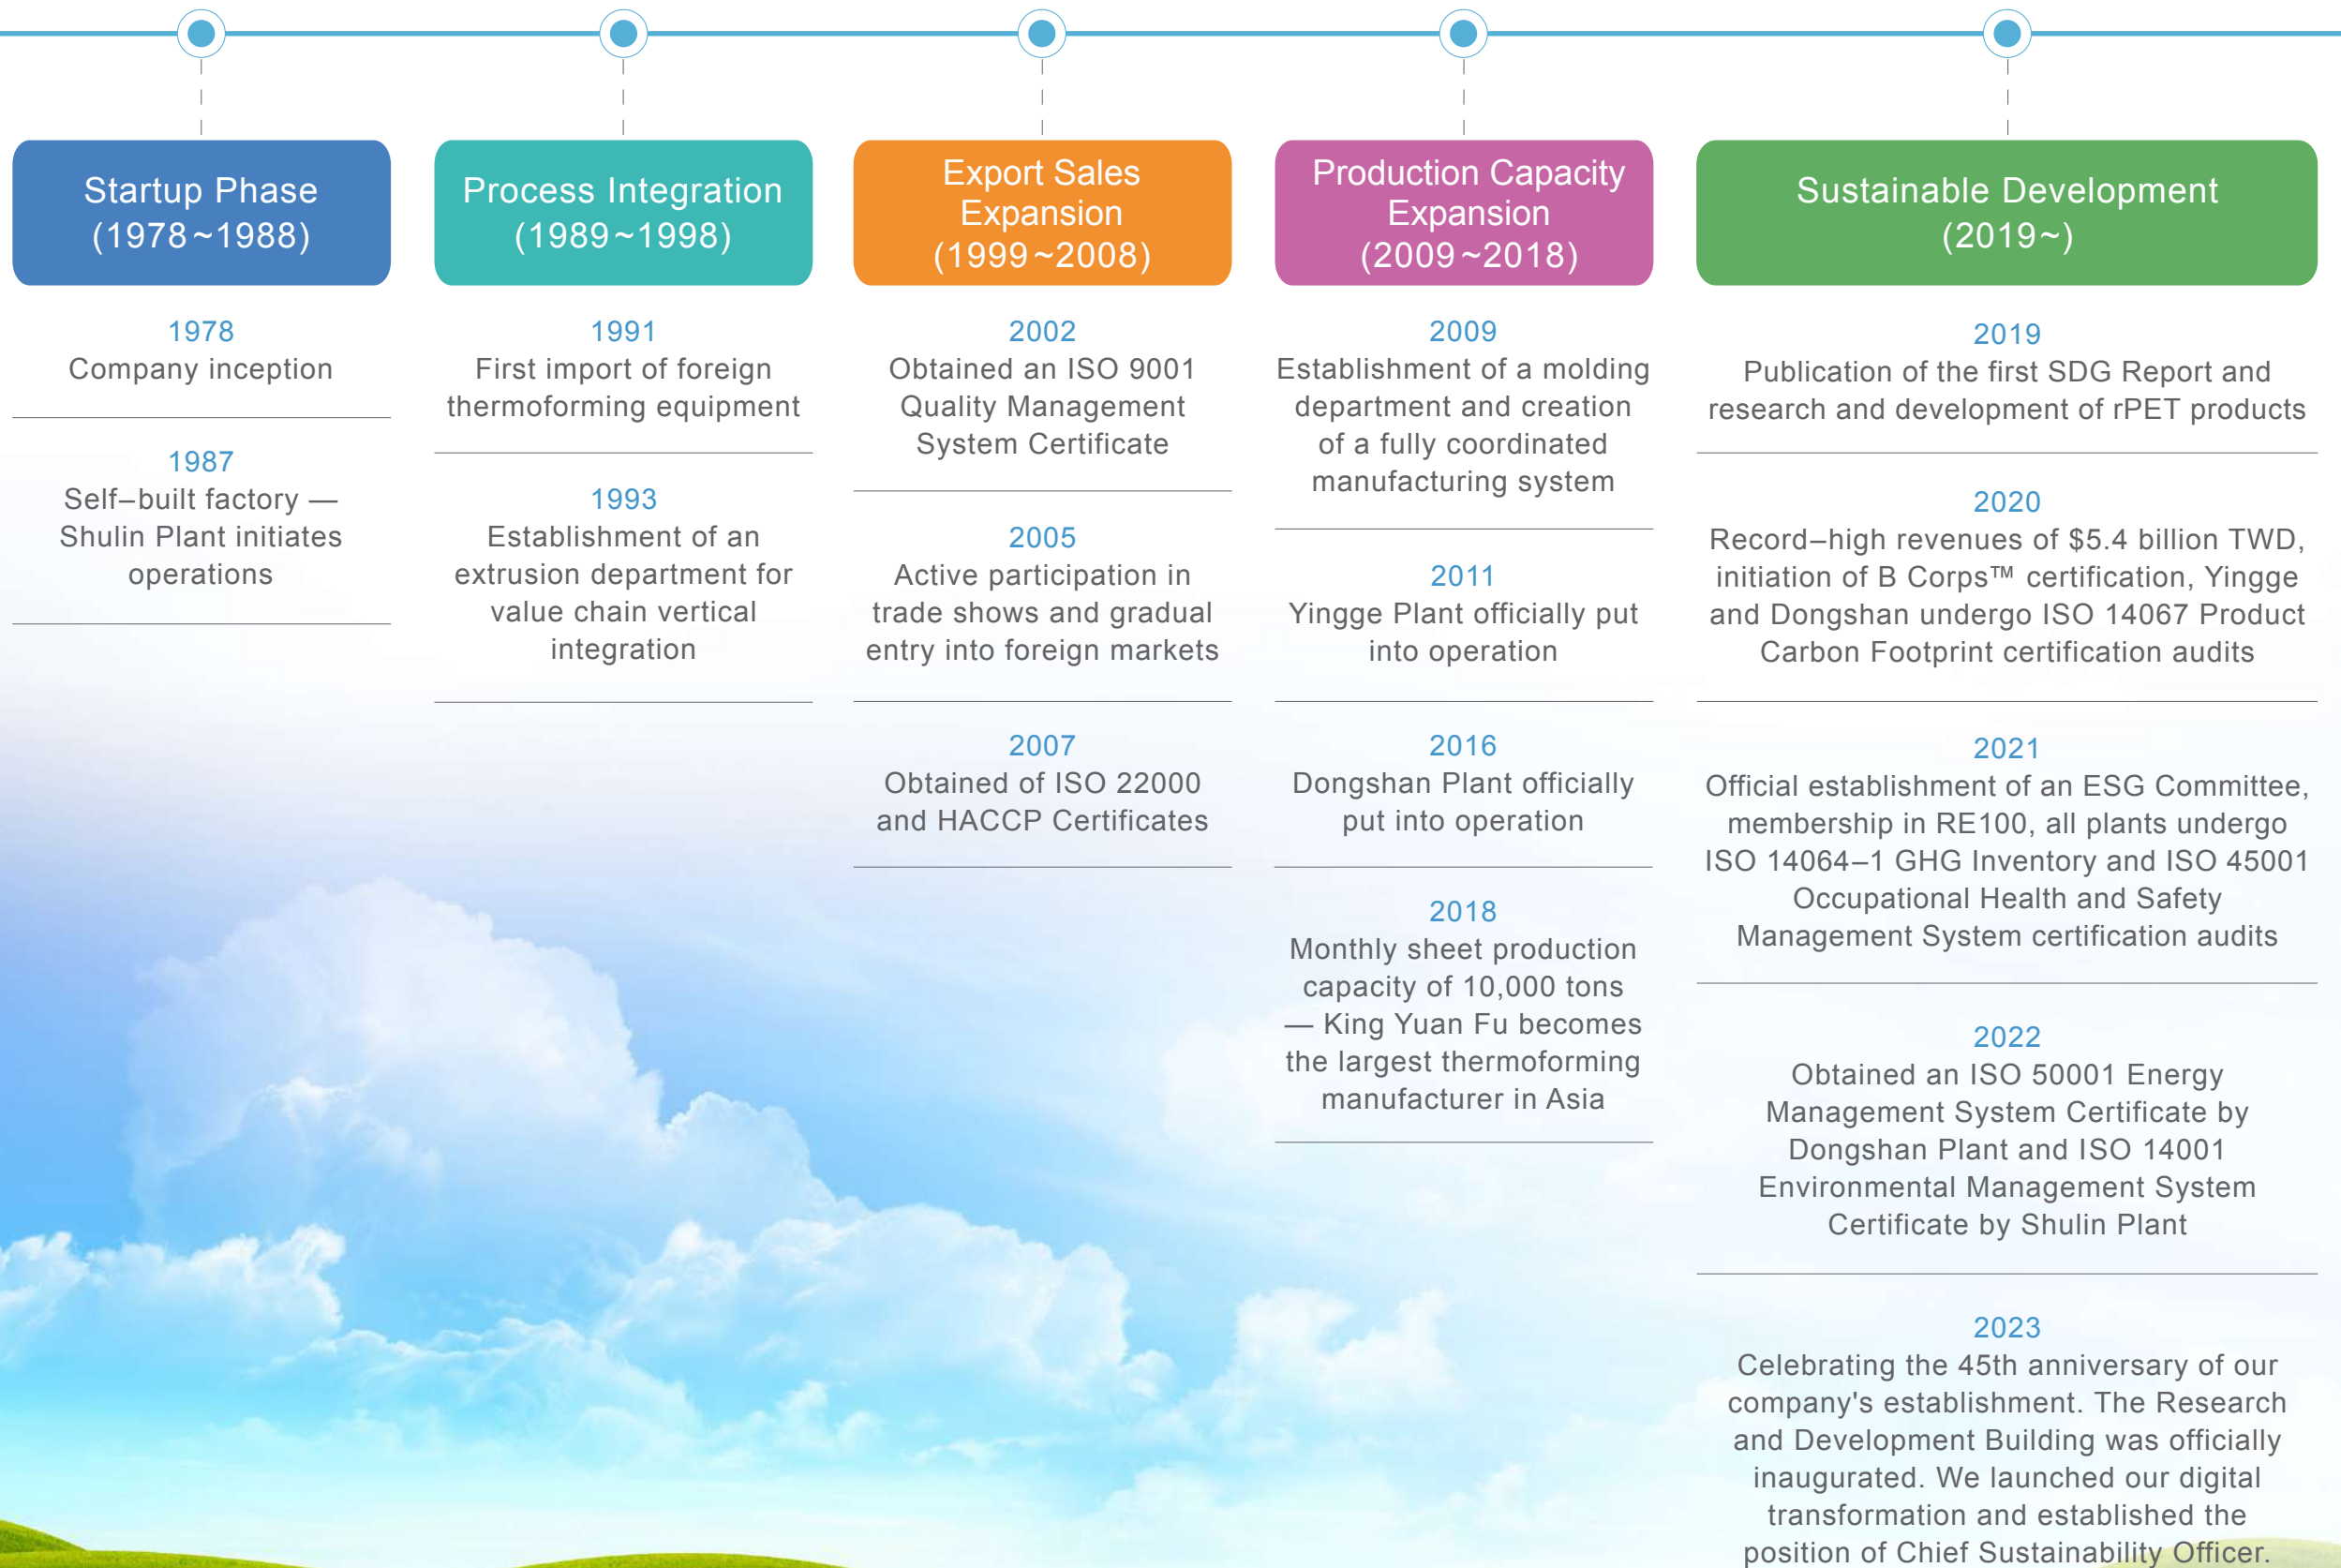 Startup Phase
(1978~1988)
1978
Company inception
1987
Self–built factory —
Shulin Plant initiates
operations
Process Integration
(1989~1998)
1991
First import of foreign
thermoforming equipment
1993
Establishment of an
extrusion department for
value chain vertical
integration
Export Sales
Expansion
(1999~2008)
2002
Obtained an ISO 9001
Quality Management
System Certificate
2005
Active participation in
trade shows and gradual
entry into foreign markets
2007
Obtained of ISO 22000
and HACCP Certificates
Production Capacity
Expansion
(2009~2018)
2009
Establishment of a molding
department and creation
of a fully coordinated
manufacturing system
2011
Yingge Plant officially put
into operation
2016
Dongshan Plant officially
put into operation
2018
Monthly sheet production
capacity of 10,000 tons
— King Yuan Fu becomes
the largest thermoforming
manufacturer in Asia
Sustainable Development
(2019~)
2019
Publication of the first SDG Report and
research and development of rPET products
2020
Record–high revenues of $5.4 billion TWD,
initiation of B Corps™ certification, Yingge
and Dongshan undergo ISO 14067 Product
Carbon Footprint certification audits
2021
Official establishment of an ESG Committee,
membership in RE100, all plants undergo
ISO 14064–1 GHG Inventory and ISO 45001
Occupational Health and Safety
Management System certification audits
2022
Obtained an ISO 50001 Energy
Management System Certificate by
Dongshan Plant and ISO 14001
Environmental Management System
Certificate by Shulin Plant
2023
Celebrating the 45th anniversary of our
company's establishment. The Research
and Development Building was officially
inaugurated. We launched our digital
transformation and established the
position of Chief Sustainability Officer.